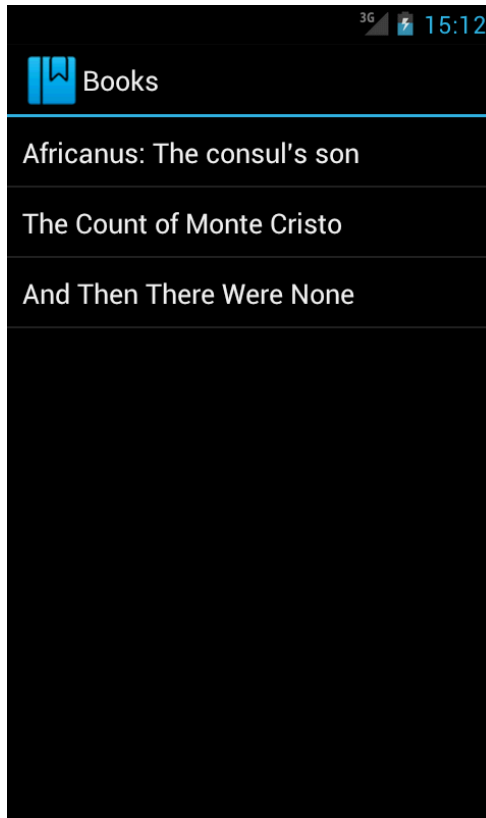 3G 15:12
Books
Africanus: The consul's son
The Count of Monte Cristo
And Then There Were None